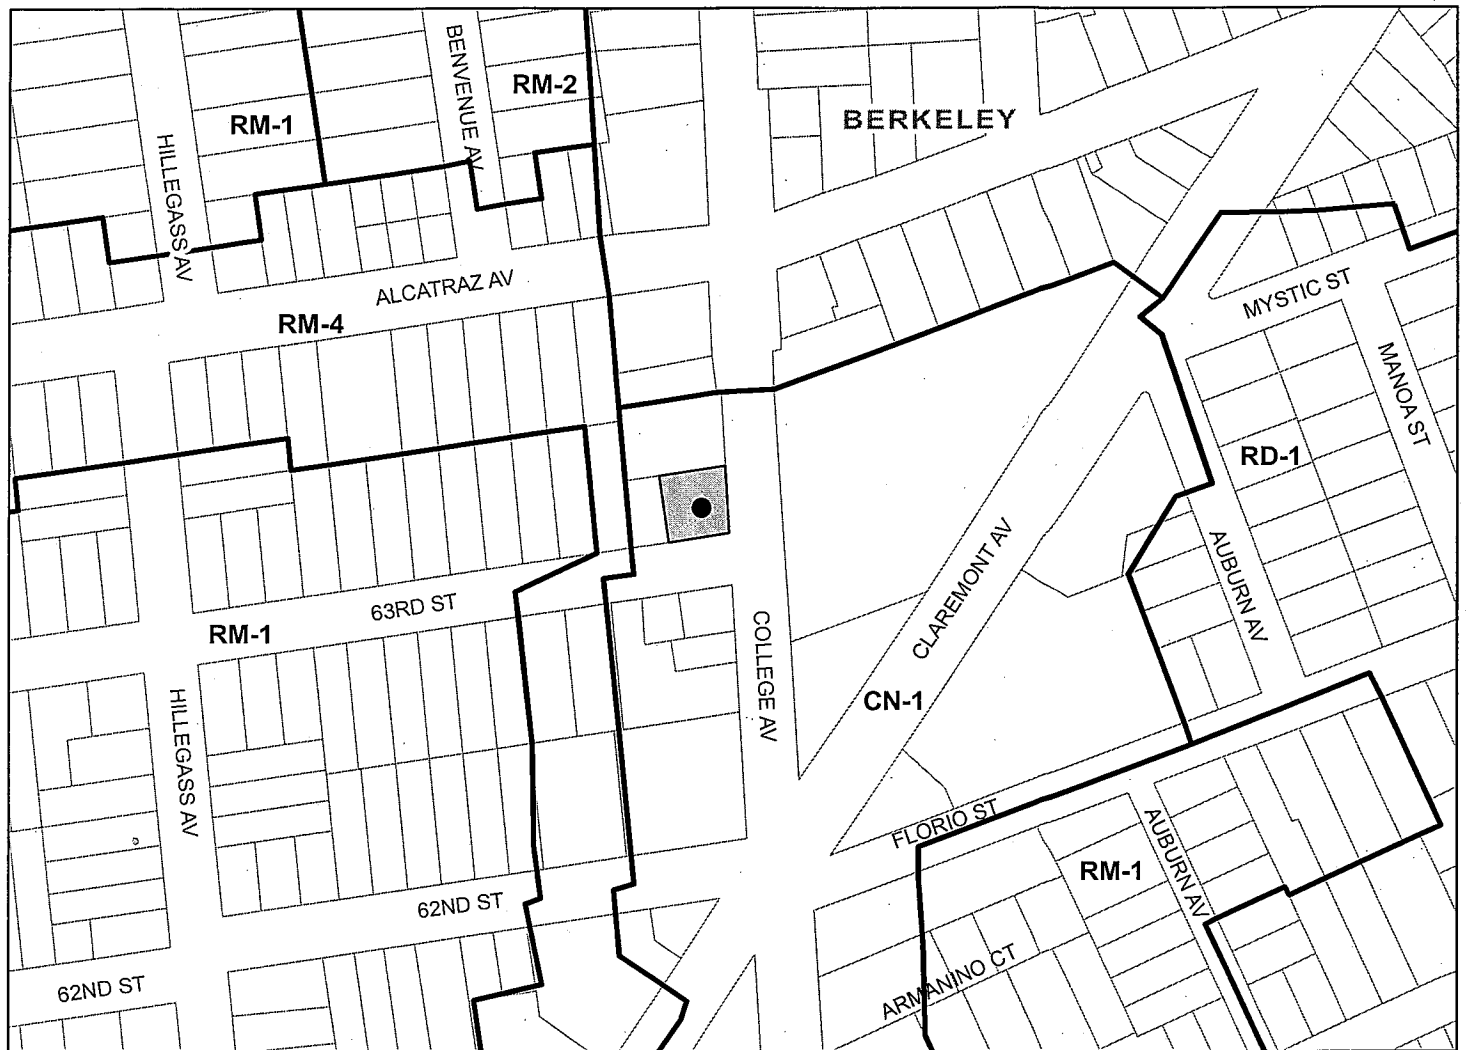 BENVENUE AV
RM-2
BERKELEY
RM-1
HILLEGASS AV
ALCATRAZ AV
MYSTIC ST
RM-4
MANOA ST
RD-1
CLAREMONT AV
AUBURN AV
63RD ST
RM-1
COLLEGE AV
HILLEGASS AV
CN-1
FLORIO ST
AUBURN AV
RM-1
62ND ST
ARMANINO CT
62ND ST